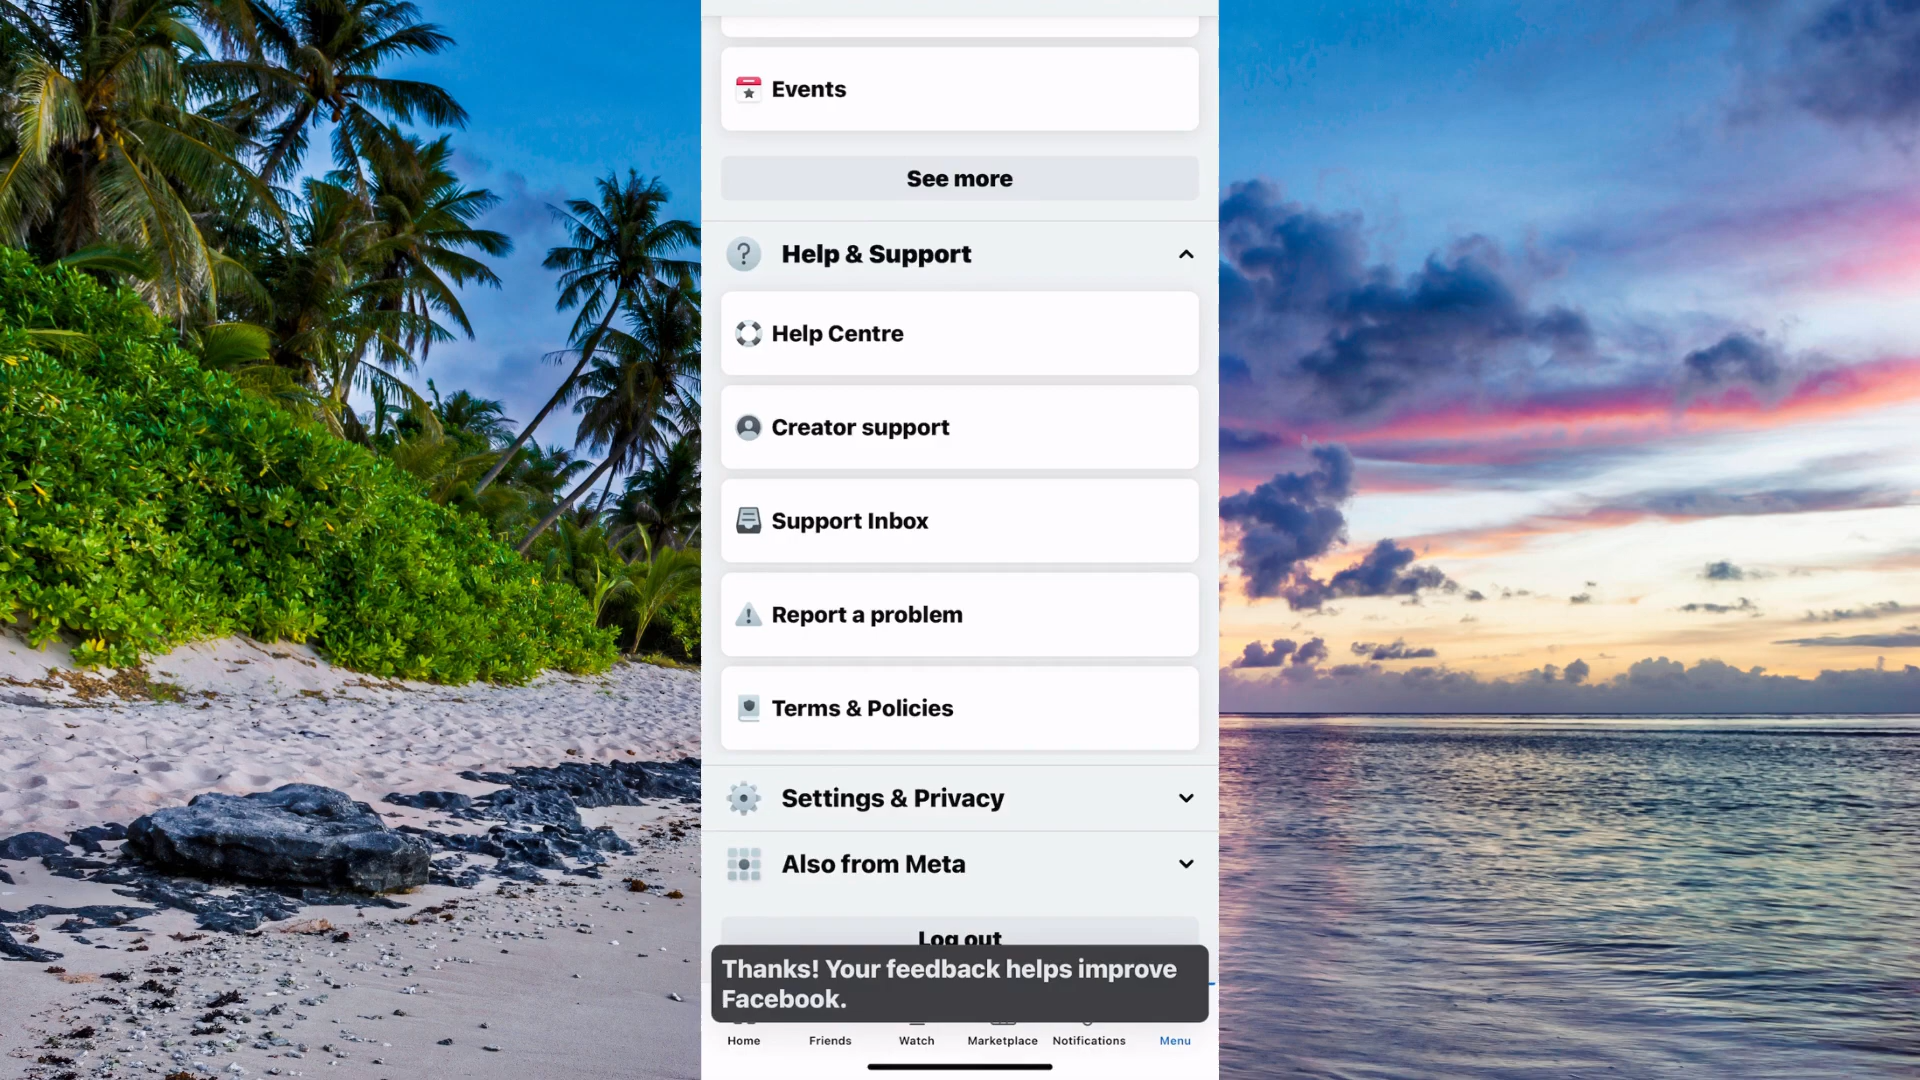 Events
See more
Help & Support
Help Centre
Creator support
Support Inbox
Report a problem
Terms & Policies
Settings & Privacy
Also from Meta
Log out
Thanks! Your feedback helps improve
Facebook.
Home Friends Watch Marketplace Notifications Menu